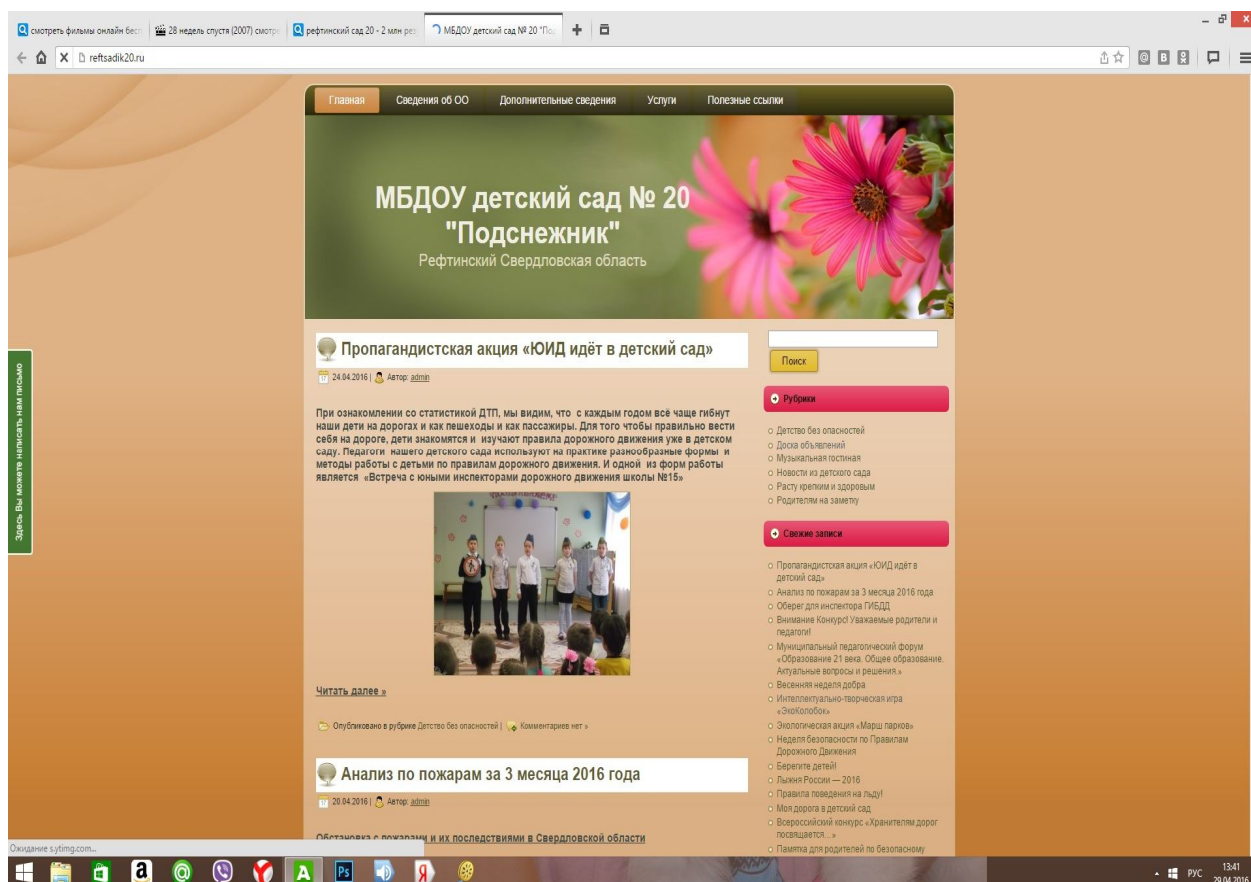 смотреть фильмы онлайн бесп
28 недель спустя (2007) смотре
рефтинский сад 20 - 2 млн рез
МБДОУ детский сад № 20 "По
reftsadik20.ru
Главная
Сведения об ОО
Дополнительные сведения
Услуги
Полезные ссылки
МБДОУ детский сад № 20
"Подснежник"
Рефтинский Свердловская область
Здесь Вы можете написать нам письмо
Пропагандистская акция «ЮИД идёт в детский сад»
24.04.2016 | Автор: admin
При ознакомлении со статистикой ДТП, мы видим, что с каждым годом всё чаще гибнут
наши дети на дорогах и как пешеходы и как пассажиры. Для того чтобы правильно вести
себя на дороге, дети знакомятся и изучают правила дорожного движения уже в детском
саду. Педагоги нашего детского сада используют на практике разнообразные формы и
методы работы с детьми по правилам дорожного движения. И одной из форм работы
является «Встреча с юными инспекторами дорожного движения школы №15»
Читать далее »
Опубликовано в рубрике Детство без опасностей | Комментариев нет »
Анализ по пожарам за 3 месяца 2016 года
20.04.2016 | Автор: admin
Обстановка с пожарами и их последствиями в Свердловской области
Поиск
Рубрики
Детство без опасностей
Доска объявлений
Музыкальная гостиная
Новости из детского сада
Расту крепким и здоровым
Родителям на заметку
Свежие записи
Пропагандистская акция «ЮИД идёт в
детский сад»
Анализ по пожарам за 3 месяца 2016 года
Оберег для инспектора ГИБДД
Внимание Конкурс! Уважаемые родители и
педагоги!
Муниципальный педагогический форум
«Образование 21 века. Общее образование.
Актуальные вопросы и решения.»
Весенняя неделя добра
Интеллектуально-творческая игра
«ЭкоКолобок»
Экологическая акция «Марш парков»
Неделя безопасности по Правилам
Дорожного Движения
Берегите детей!
Лыжня России — 2016
Правила поведения на льду!
Моя дорога в детский сад
Всероссийский конкурс «Хранителям дорог
посвящается…»
Памятка для родителей по безопасному
Ожидание s.ytimg.com...
РУС
13:41
29.04.2016